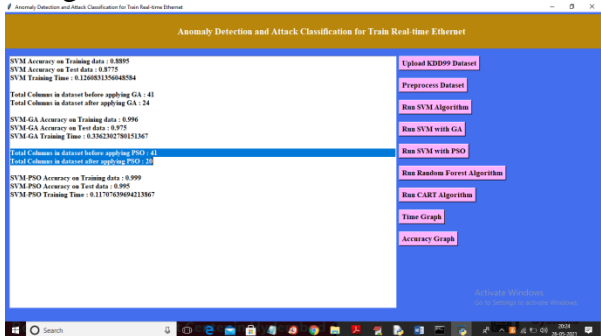 Anomaly Detection and Attack Classification for Train Real-time Ethernet
Anomaly Detection and Attack Classification for Train Real-time Ethernet
SVM Accuracy on Training data : 0.8895
SVM Accuracy on Test data : 0.8775
SVM Training Time : 0.1260831356048584
Total Columns in dataset before applying GA : 41
Total Columns in dataset after applying GA : 24
SVM-GA Accuracy on Training data : 0.996
SVM-GA Accuracy on Test data : 0.975
SVM-GA Training Time : 0.3362302780151367
Total Columns in dataset before applying PSO : 41
Total Columns in dataset after applying PSO : 20
SVM-PSO Accuracy on Training data : 0.999
SVM-PSO Accuracy on Test data : 0.995
SVM-PSO Training Time : 0.11707639694213867
Upload KDD99 Dataset
Preprocess Dataset
Run SVM Algorithm
Run SVM with GA
Run SVM with PSO
Run Random Forest Algorithm
Run CART Algorithm
Time Graph
Accuracy Graph
Activate Windows
Go to Settings to activate Windows.
Search
20:24
26-05-2021